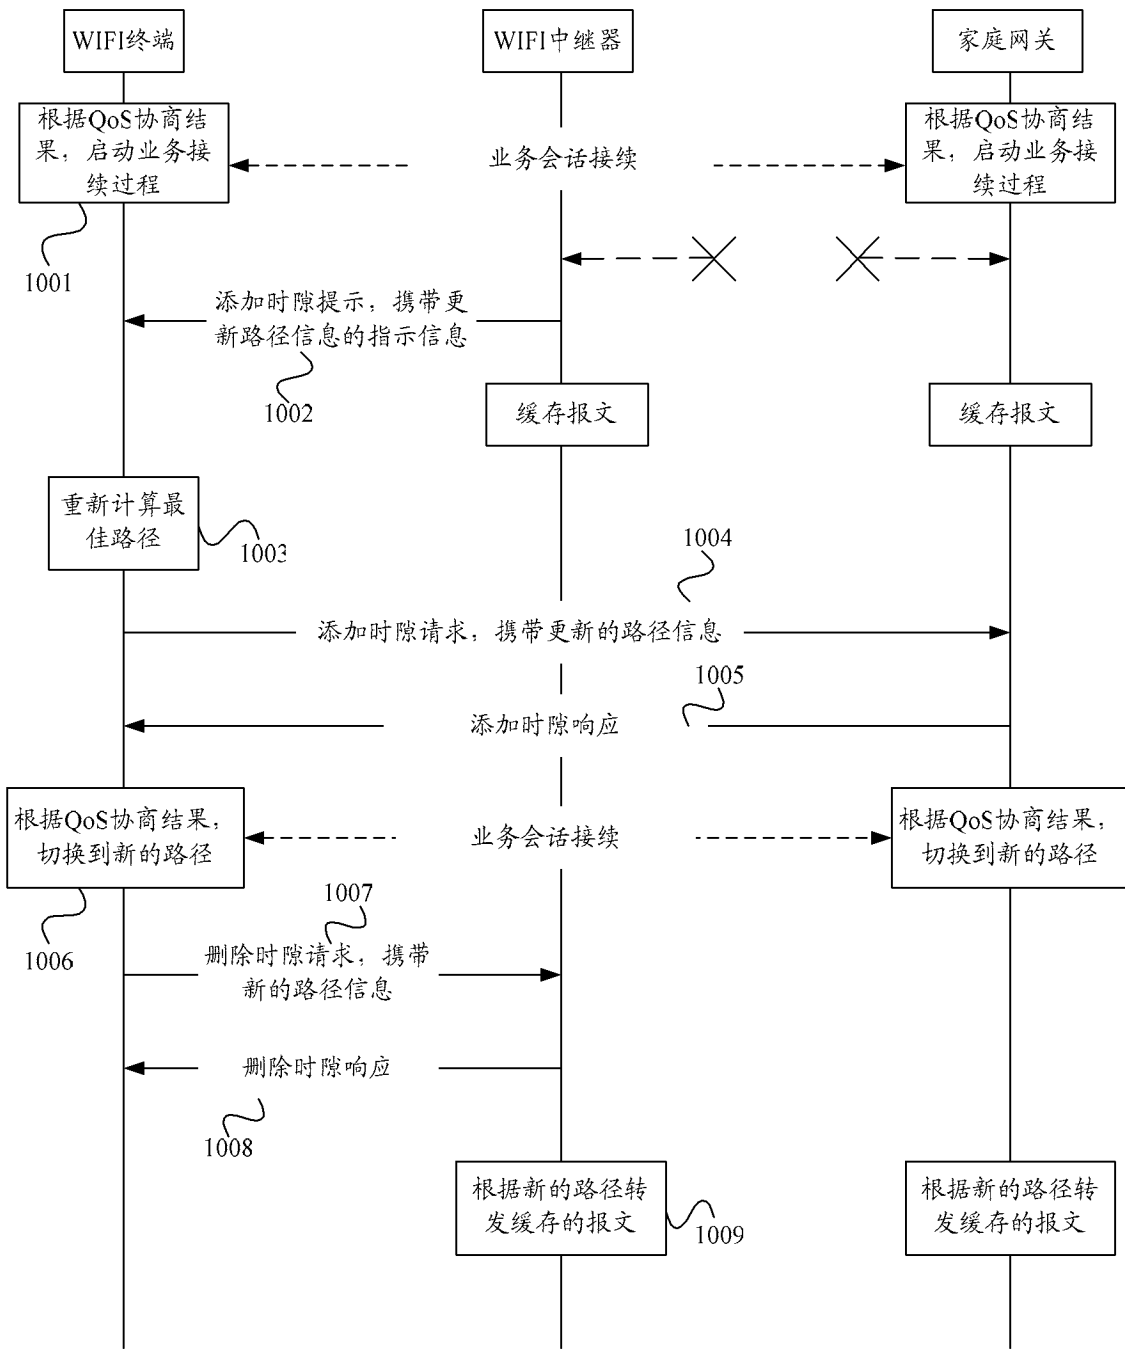 WIFI终端
WIFI中继器
家庭网关
根据QoS协商结
果，启动业务接
续过程
业务会话接续
根据QoS协商结
果，启动业务接
续过程
1001
添加时隙提示，携带更
新路径信息的指示信息
1002
缓存报文
缓存报文
重新计算最
佳路径
1003
1004
添加时隙请求，携带更新的路径信息
1005
添加时隙响应
根据QoS协商结果，
切换到新的路径
业务会话接续
根据QoS协商结果，
切换到新的路径
1006
1007
删除时隙请求，携带
新的路径信息
删除时隙响应
1008
根据新的路径转
发缓存的报文
1009
根据新的路径转
发缓存的报文